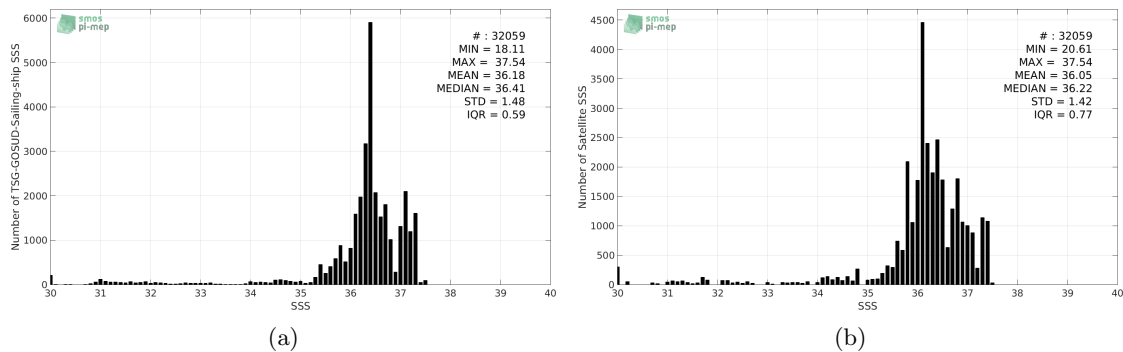 smos
pi-mep
# : 32059
MIN = 18.11
MAX = 37.54
MEAN = 36.18
MEDIAN = 36.41
STD = 1.48
IQR = 0.59
Number of TSG-GOSUD-Sailing-ship SSS
6000
5000
4000
3000
2000
1000
0
30 31 32 33 34 35 36 37 38 39 40
SSS
(a)
smos
pi-mep
# : 32059
MIN = 20.61
MAX = 37.54
MEAN = 36.05
MEDIAN = 36.22
STD = 1.42
IQR = 0.77
Number of Satellite SSS
4500
4000
3500
3000
2500
2000
1500
1000
500
0
30 31 32 33 34 35 36 37 38 39 40
SSS
(b)